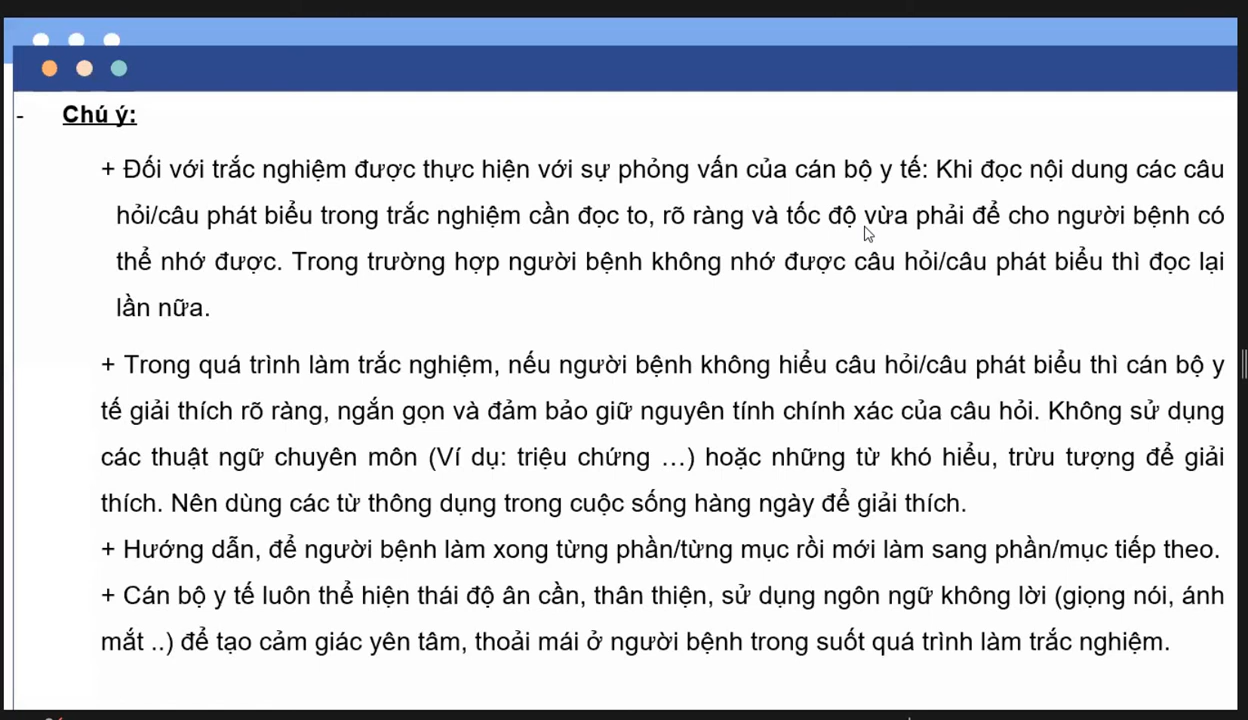 - Chú ý:
+ Đối với trắc nghiệm được thực hiện với sự phỏng vấn của cán bộ y tế: Khi đọc nội dung các câu
hỏi/câu phát biểu trong trắc nghiệm cần đọc to, rõ ràng và tốc độ vừa phải để cho người bệnh có
thể nhớ được. Trong trường hợp người bệnh không nhớ được câu hỏi/câu phát biểu thì đọc lại
lần nữa.
+ Trong quá trình làm trắc nghiệm, nếu người bệnh không hiểu câu hỏi/câu phát biểu thì cán bộ y
tế giải thích rõ ràng, ngắn gọn và đảm bảo giữ nguyên tính chính xác của câu hỏi. Không sử dụng
các thuật ngữ chuyên môn (Ví dụ: triệu chứng ...) hoặc những từ khó hiểu, trừu tượng để giải
thích. Nên dùng các từ thông dụng trong cuộc sống hàng ngày để giải thích.
+ Hướng dẫn, để người bệnh làm xong từng phần/từng mục rồi mới làm sang phần/mục tiếp theo.
+ Cán bộ y tế luôn thể hiện thái độ ân cần, thân thiện, sử dụng ngôn ngữ không lời (giọng nói, ánh
mắt ..) để tạo cảm giác yên tâm, thoải mái ở người bệnh trong suốt quá trình làm trắc nghiệm.